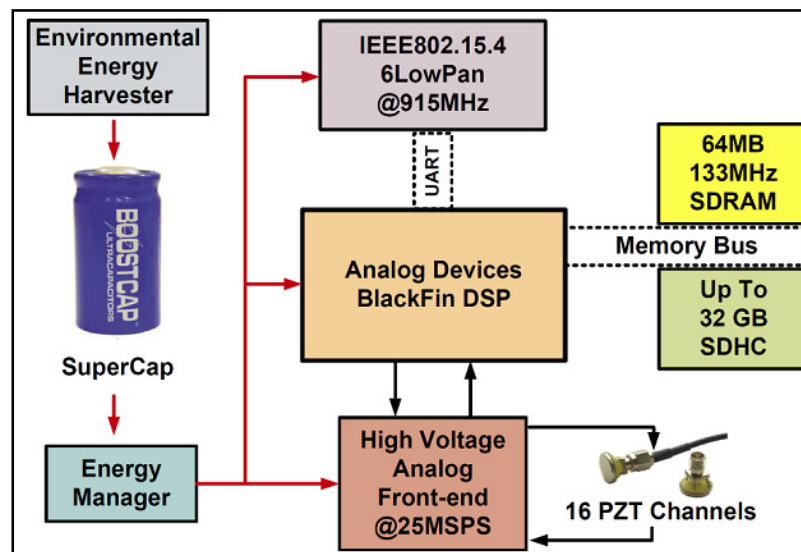 Environmental
Energy
Harvester
BOOSTCAP
ULTRACAPACITORS
SuperCap
Energy
Manager
IEEE802.15.4
6LowPan
@915MHz
UART
Analog Devices
BlackFin DSP
High Voltage
Analog
Front-end
@25MSPS
64MB
133MHz
SDRAM
Memory Bus
Up To
32 GB
SDHC
16 PZT Channels